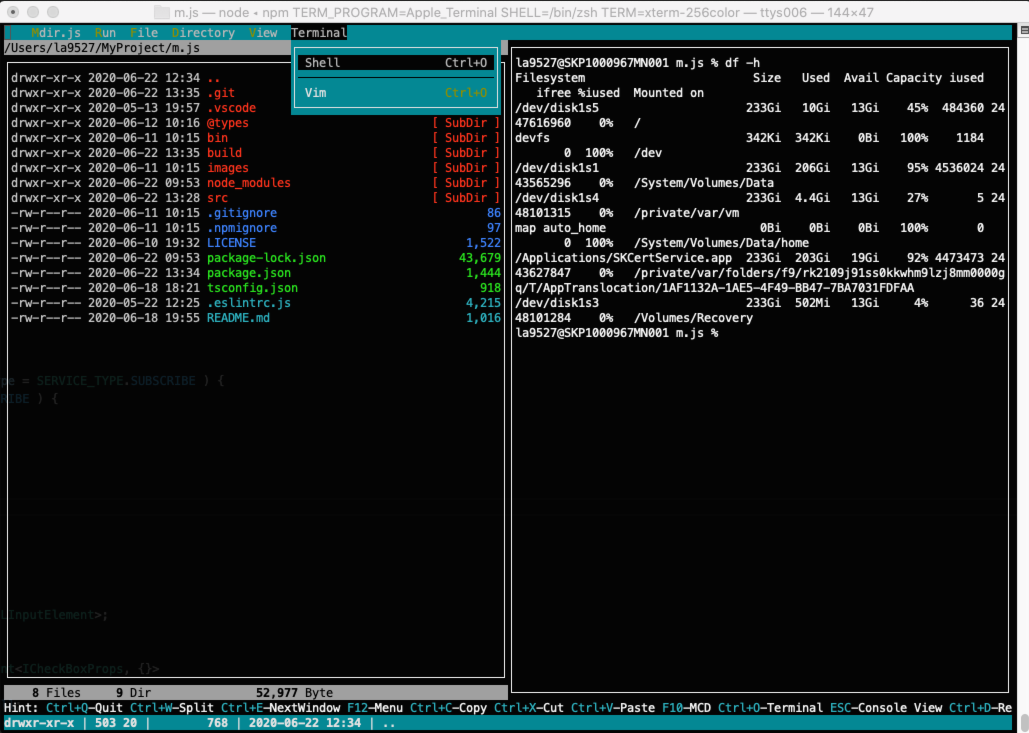 m.js — node ◂ npm TERM_PROGRAM=Apple_Terminal SHELL=/bin/zsh TERM=xterm-256color — ttys006 — 144×47
Mdir.js Run File Directory View Terminal
/Users/la9527/MyProject/m.js
Shell Ctrl+O
Vim Ctrl+O
drwxr-xr-x 2020-06-22 12:34 ..
drwxr-xr-x 2020-06-22 13:35 .git
drwxr-xr-x 2020-05-13 19:57 .vscode
drwxr-xr-x 2020-06-12 10:16 @types [ SubDir ]
drwxr-xr-x 2020-06-11 10:15 bin [ SubDir ]
drwxr-xr-x 2020-06-22 13:35 build [ SubDir ]
drwxr-xr-x 2020-06-11 10:15 images [ SubDir ]
drwxr-xr-x 2020-06-22 09:53 node_modules [ SubDir ]
drwxr-xr-x 2020-06-22 13:28 src [ SubDir ]
-rw-r--r-- 2020-06-11 10:15 .gitignore 86
-rw-r--r-- 2020-06-11 10:15 .npmignore 97
-rw-r--r-- 2020-06-10 19:32 LICENSE 1,522
-rw-r--r-- 2020-06-22 09:53 package-lock.json 43,679
-rw-r--r-- 2020-06-22 13:34 package.json 1,444
-rw-r--r-- 2020-06-18 18:21 tsconfig.json 918
-rw-r--r-- 2020-05-22 12:25 .eslintrc.js 4,215
-rw-r--r-- 2020-06-18 19:55 README.md 1,016
pe = SERVICE_TYPE.SUBSCRIBE ) {
RIBE ) {
LInputElement>;
nt<ICheckBoxProps, {}>
8 Files 9 Dir 52,977 Byte
la9527@SKP1000967MN001 m.js % df -h
Filesystem Size Used Avail Capacity iused
ifree %iused Mounted on
/dev/disk1s5 233Gi 10Gi 13Gi 45% 484360 24
47616960 0% /
devfs 342Ki 342Ki 0Bi 100% 1184
0 100% /dev
/dev/disk1s1 233Gi 206Gi 13Gi 95% 4536024 24
43565296 0% /System/Volumes/Data
/dev/disk1s4 233Gi 4.4Gi 13Gi 27% 5 24
48101315 0% /private/var/vm
map auto_home 0Bi 0Bi 0Bi 100% 0
0 100% /System/Volumes/Data/home
/Applications/SKCertService.app 233Gi 203Gi 19Gi 92% 4473473 24
43627847 0% /private/var/folders/f9/rk2109j91ss0kkwhm9lzj8mm0000g
q/T/AppTranslocation/1AF1132A-1AE5-4F49-BB47-7BA7031FDFAA
/dev/disk1s3 233Gi 502Mi 13Gi 4% 36 24
48101284 0% /Volumes/Recovery
la9527@SKP1000967MN001 m.js %
Hint: Ctrl+Q-Quit Ctrl+W-Split Ctrl+E-NextWindow F12-Menu Ctrl+C-Copy Ctrl+X-Cut Ctrl+V-Paste F10-MCD Ctrl+O-Terminal ESC-Console View Ctrl+D-Re
drwxr-xr-x | 503 20 | 768 | 2020-06-22 12:34 | ..